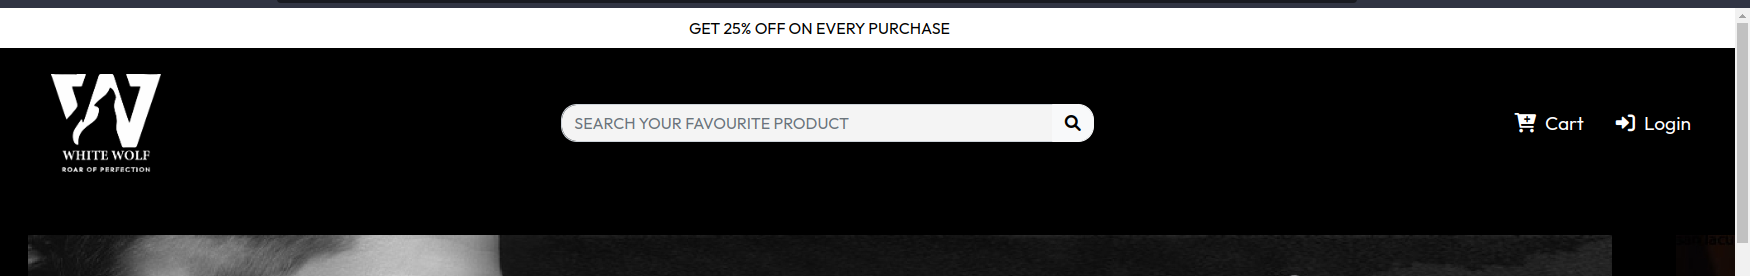 GET 25% OFF ON EVERY PURCHASE
WHITE WOLF
ROAR OF PERFECTION
SEARCH YOUR FAVOURITE PRODUCT
Cart
Login